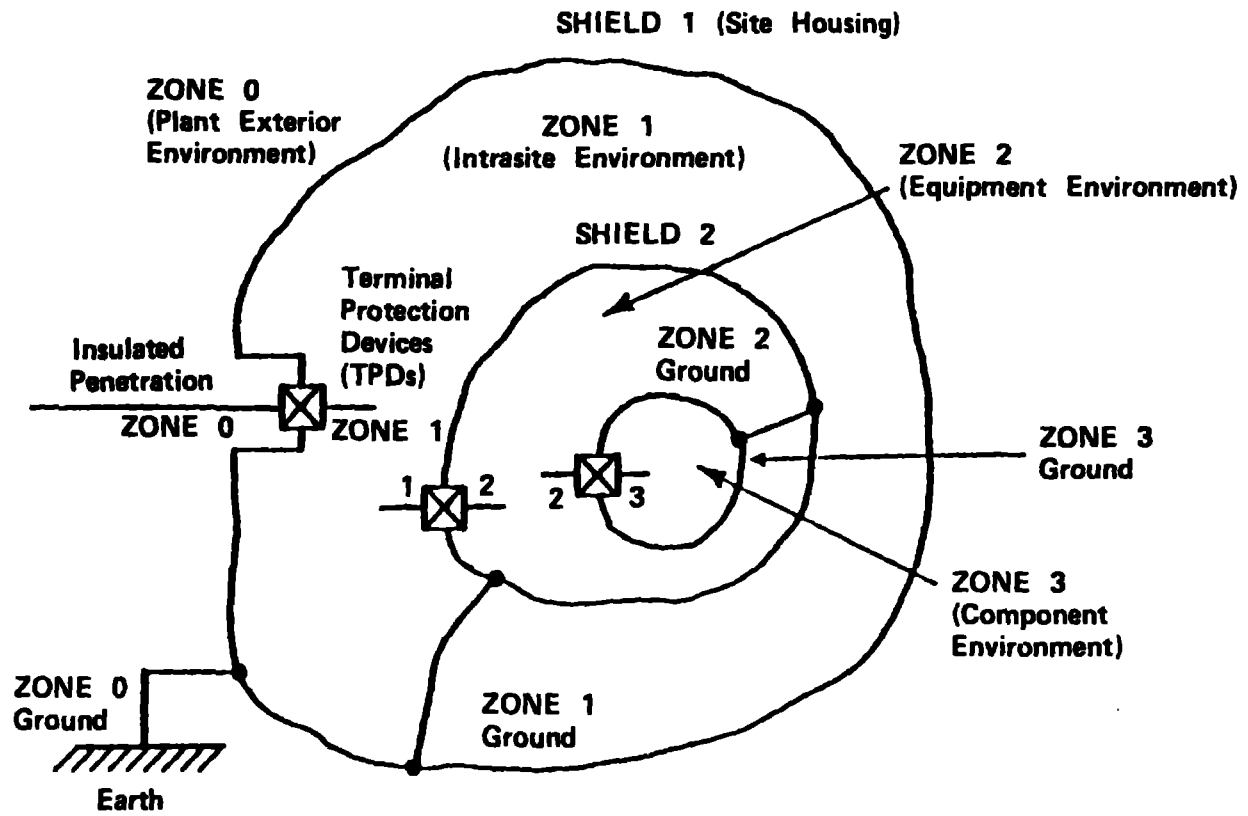 SHIELD 1 (Site Housing)
ZONE 0
(Plant Exterior
Environment)
ZONE 1
(Intrasite Environment)
ZONE 2
(Equipment Environment)
SHIELD 2
Terminal
Protection
Devices
(TPDs)
Insulated
Penetration
ZONE 0
ZONE 1
ZONE 2
Ground
1
2
2
3
ZONE 3
Ground
ZONE 3
(Component
Environment)
ZONE 0
Ground
ZONE 1
Ground
Earth